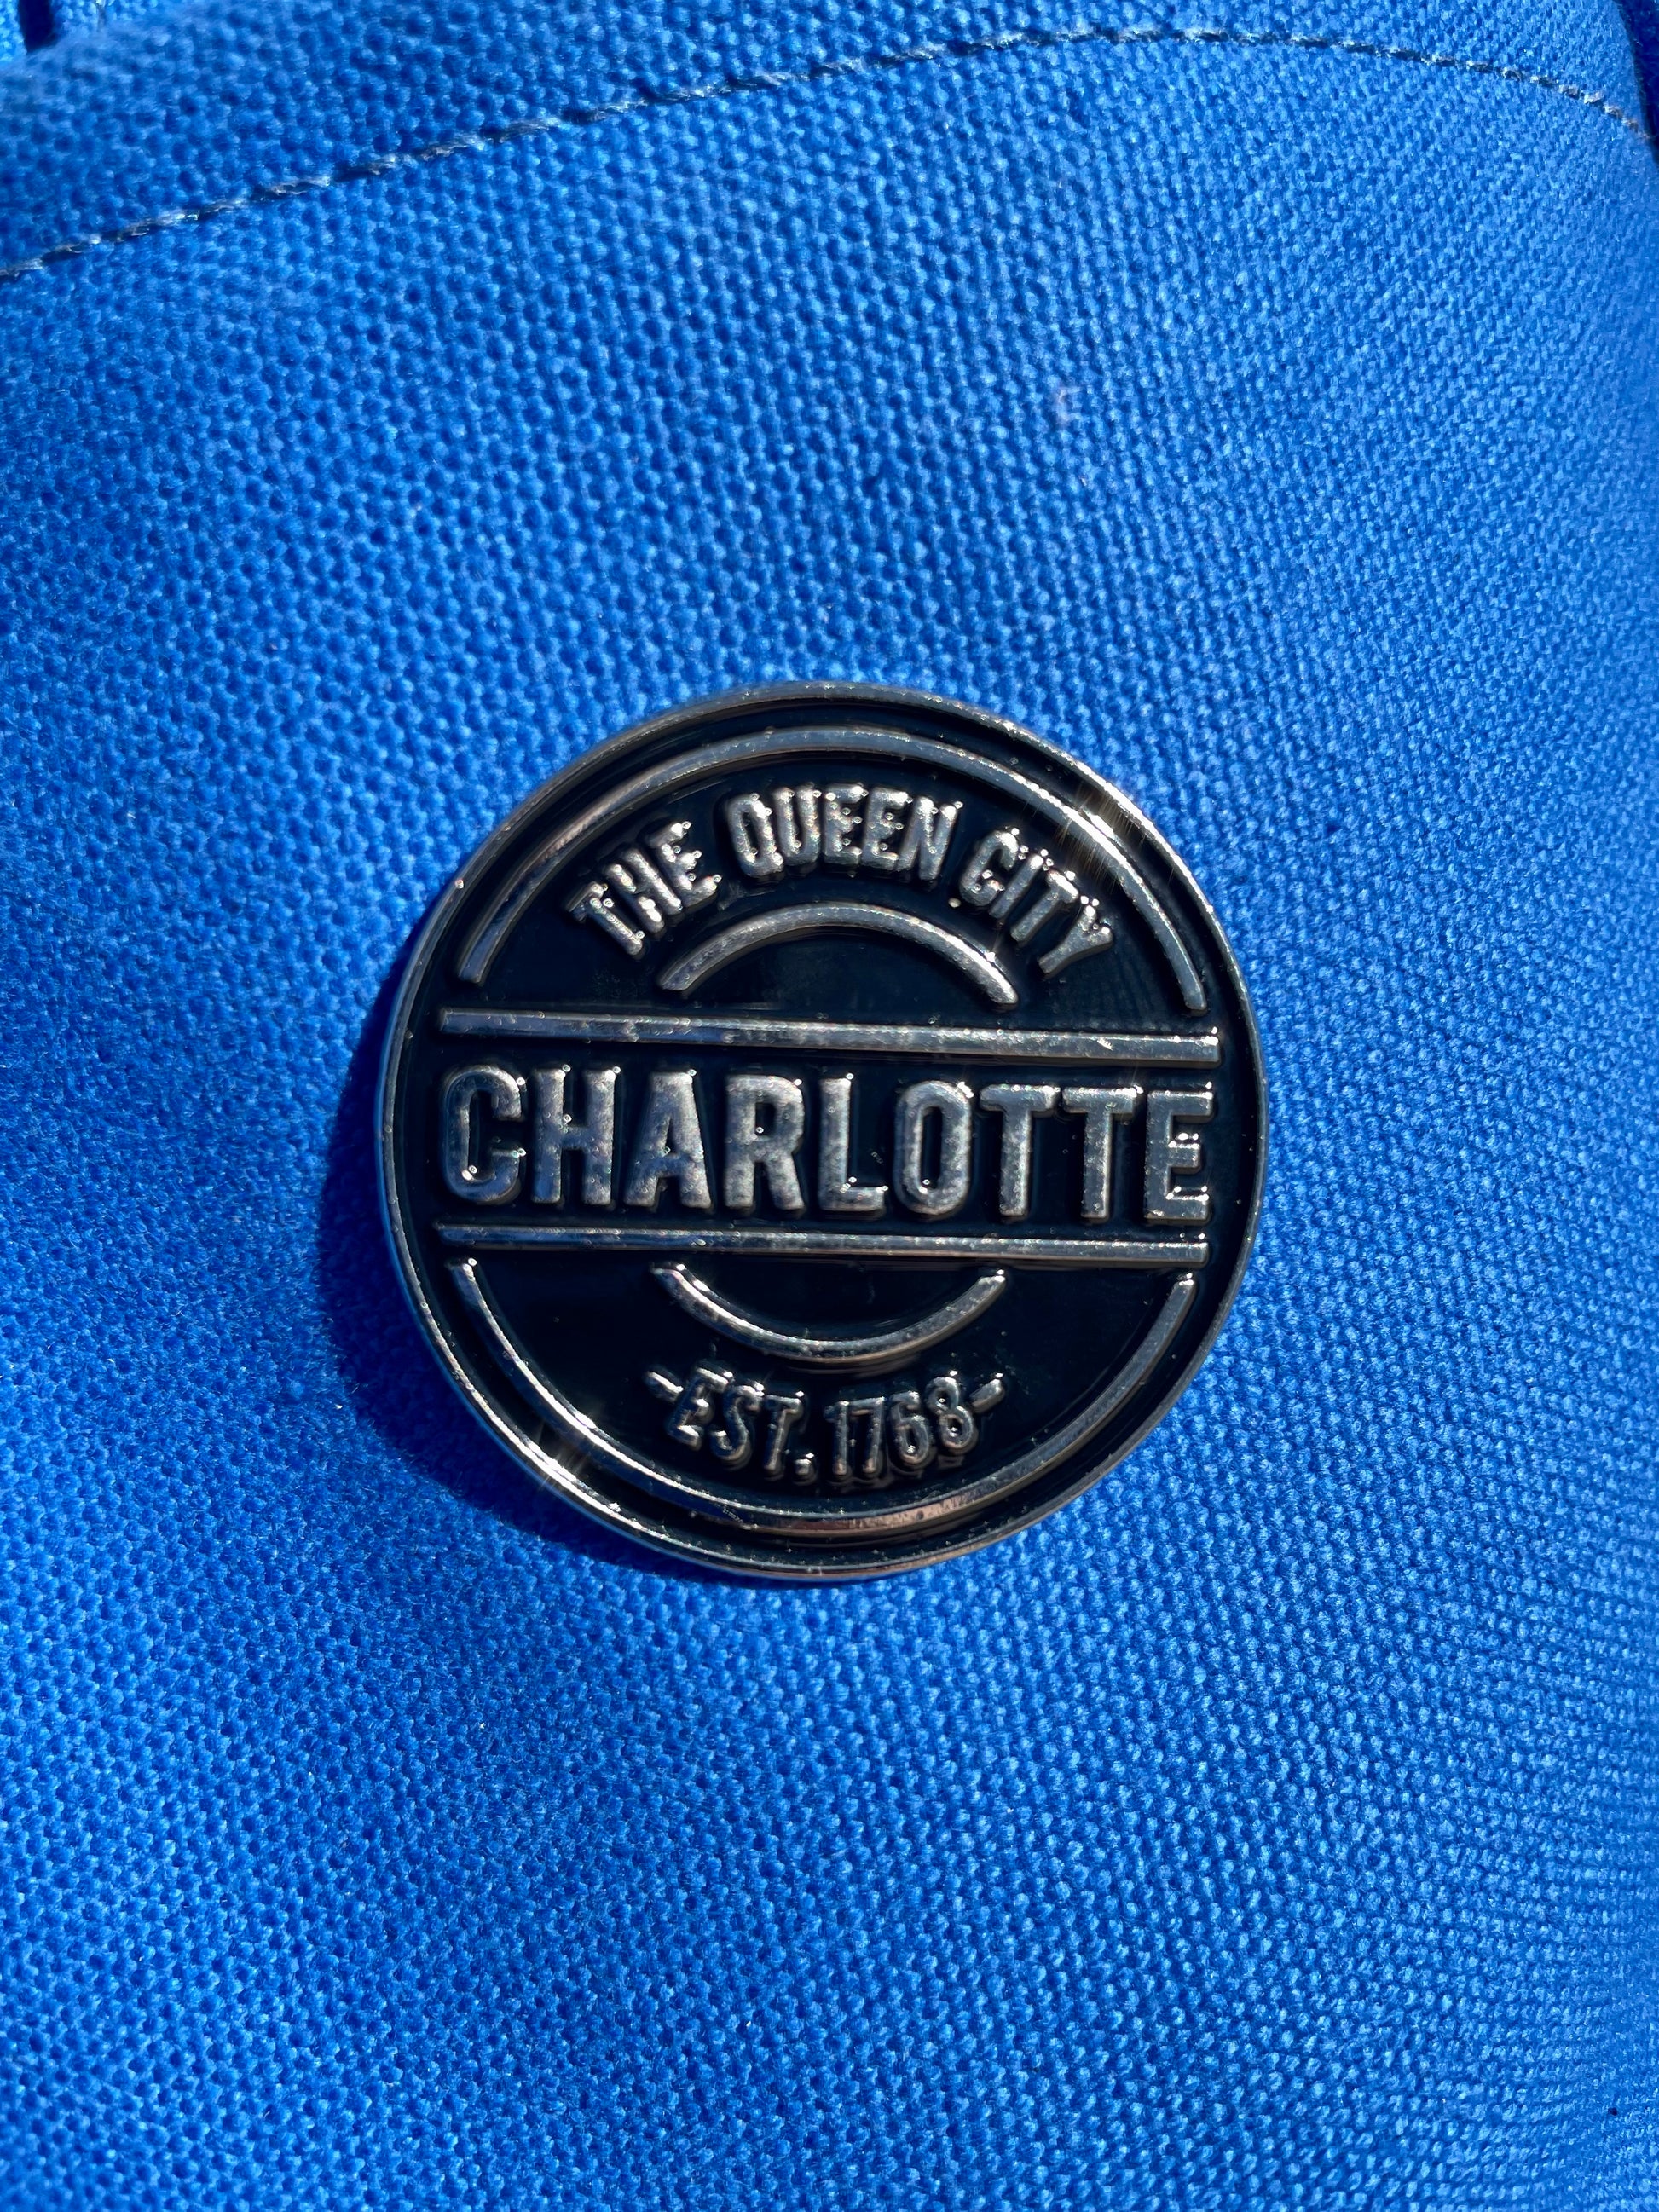 THE QUEEN CITY
CHARLOTTE
-EST. 1768-